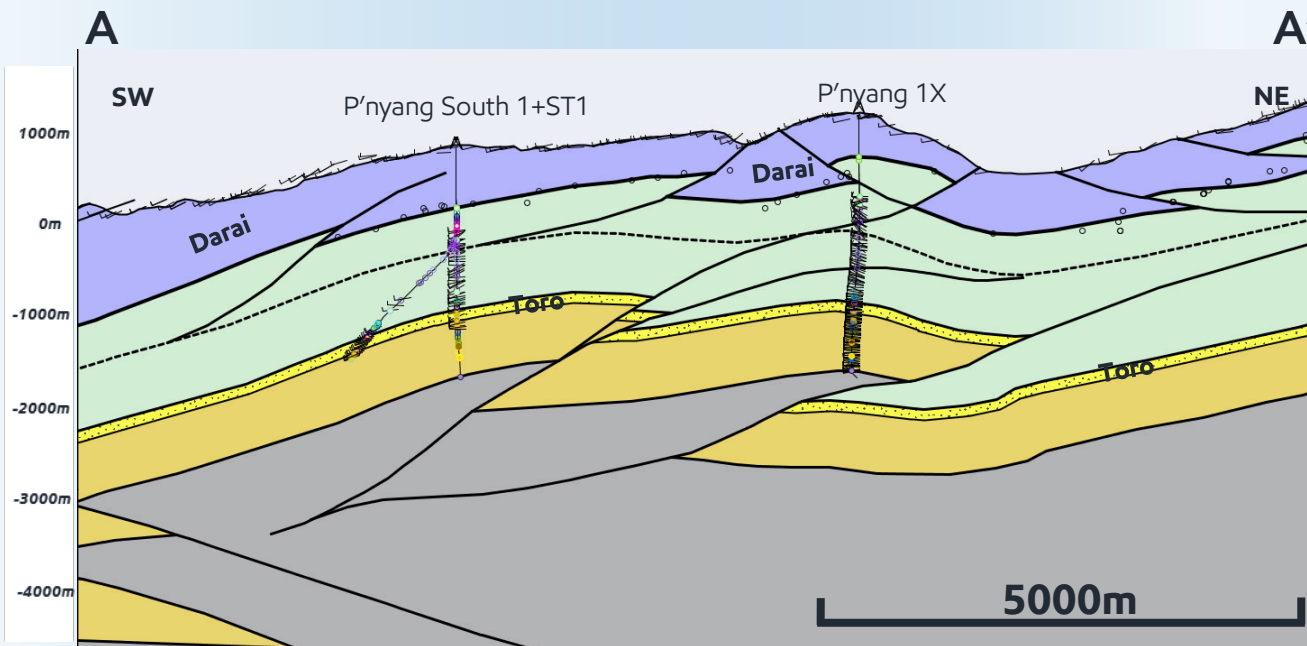 A
A'
SW
P'nyang South 1+ST1
P'nyang 1X
NE
1000m
Darai
Darai
0m
-1000m
Toro
Toro
-2000m
-3000m
-4000m
5000m